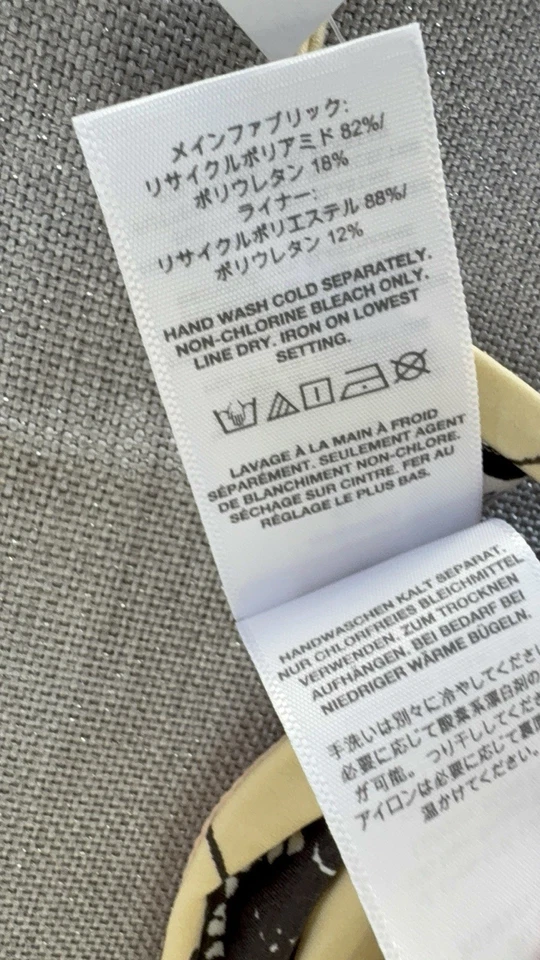 メインファブリック:
リサイクルポリアミド 82%/
ポリウレタン 18%
ライナー:
リサイクルポリエステル 88%/
ポリウレタン 12%
HAND WASH COLD SEPARATELY.
NON-CHLORINE BLEACH ONLY.
LINE DRY. IRON ON LOWEST
SETTING.
LAVAGE À LA MAIN À FROID
SÉPARÉMENT. SEULEMENT AGENT
DE BLANCHIMENT NON-CHLORE.
SÉCHAGE SUR CINTRE. FER AU
RÉGLAGE LE PLUS BAS.
HANDWASCHEN KALT SEPARAT.
NUR CHLORFREIES BLEICHMITTEL
VERWENDEN. ZUM TROCKNEN
AUFHÄNGEN. BEI BEDARF BEI
NIEDRIGER WÄRME BÜGELN.
手洗いは別々に冷やしてくださ
必要に応じて酸素系漂白剤の
が可能。つり干ししてくださ
アイロンは必要に応じて裏
温かけてください。